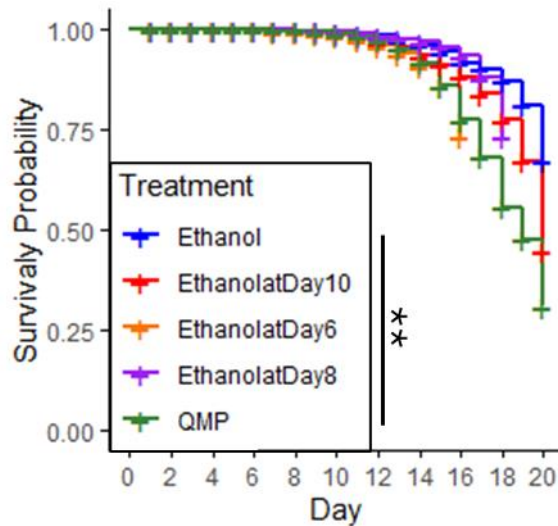 1.00
0.75
0.50
0.25
0.00
Survivaly Probability
Treatment
Ethanol
EthanolatDay10
EthanolatDay6
EthanolatDay8
QMP
**
0 2 4 6 8 10 12 14 16 18 20
Day